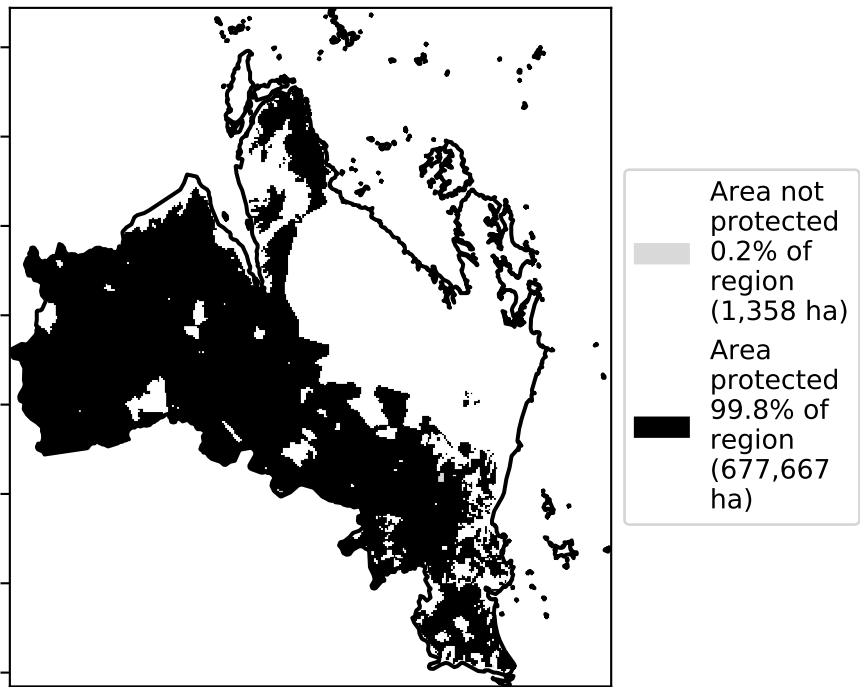 Area not
protected
0.2% of
region
(1,358 ha)
Area
protected
99.8% of
region
(677,667
ha)